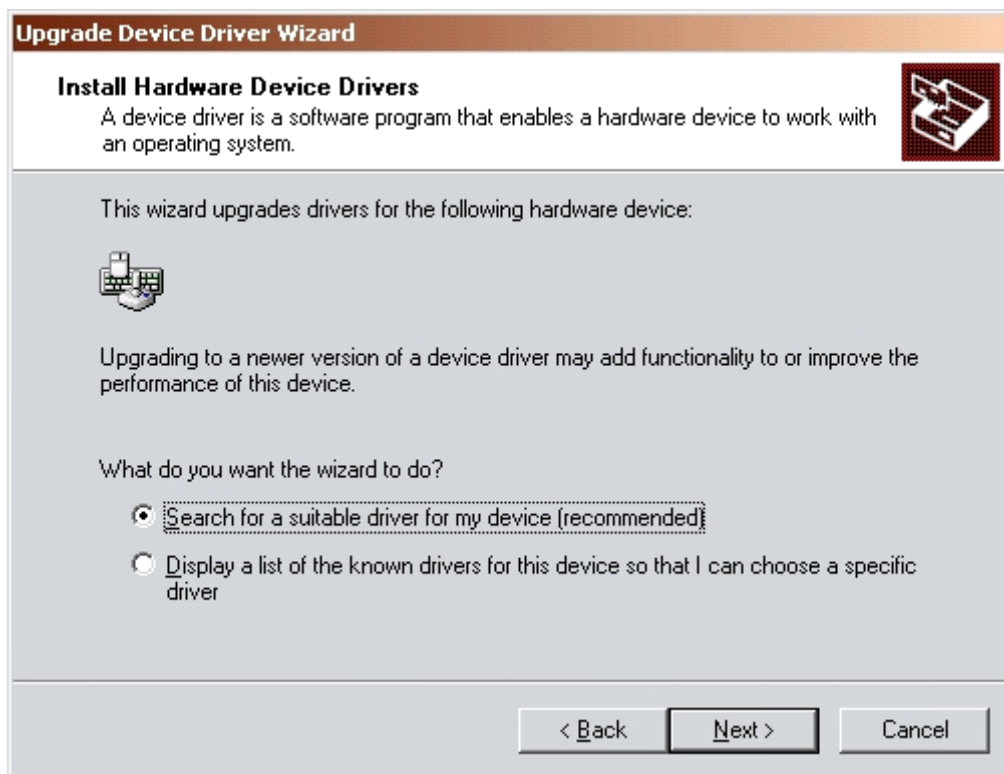 Upgrade Device Driver Wizard
Install Hardware Device Drivers
A device driver is a software program that enables a hardware device to work with
an operating system.
This wizard upgrades drivers for the following hardware device:
Upgrading to a newer version of a device driver may add functionality to or improve the
performance of this device.
What do you want the wizard to do?
Search for a suitable driver for my device (recommended)
Display a list of the known drivers for this device so that I can choose a specific
driver
< Back Next > Cancel